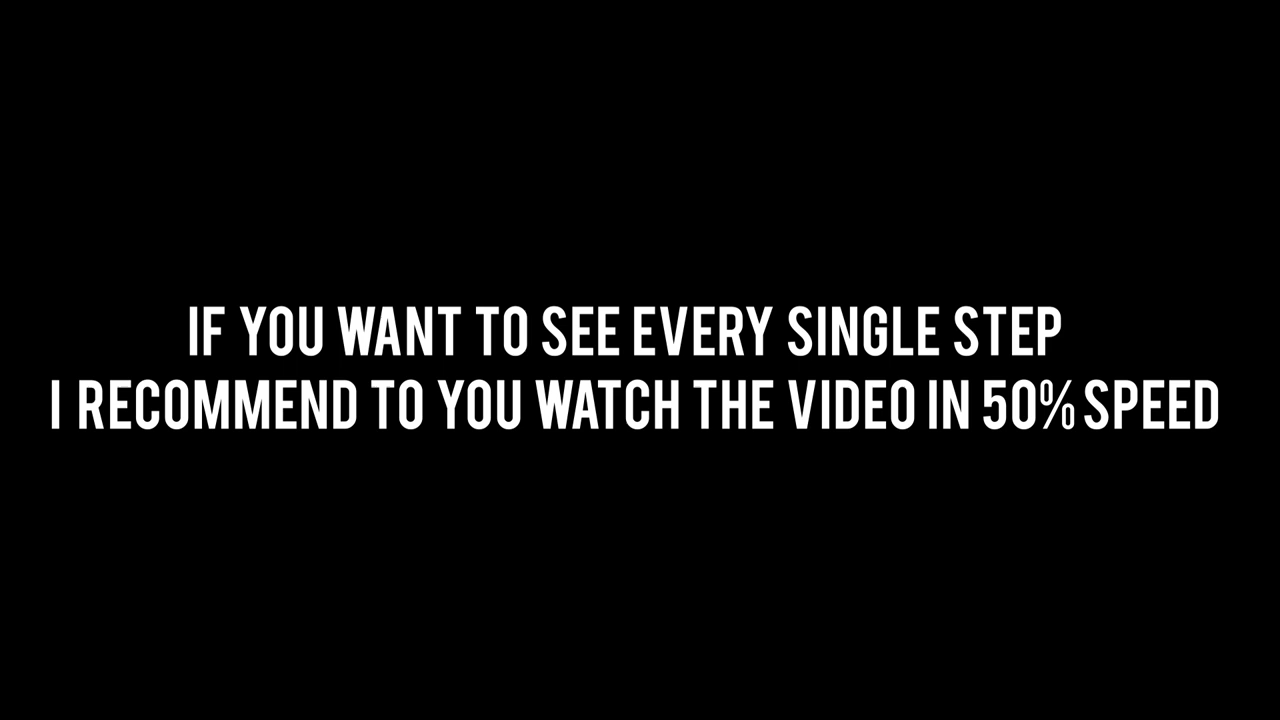 IF YOU WANT TO SEE EVERY SINGLE STEP
I RECOMMEND TO YOU WATCH THE VIDEO IN 50% SPEED